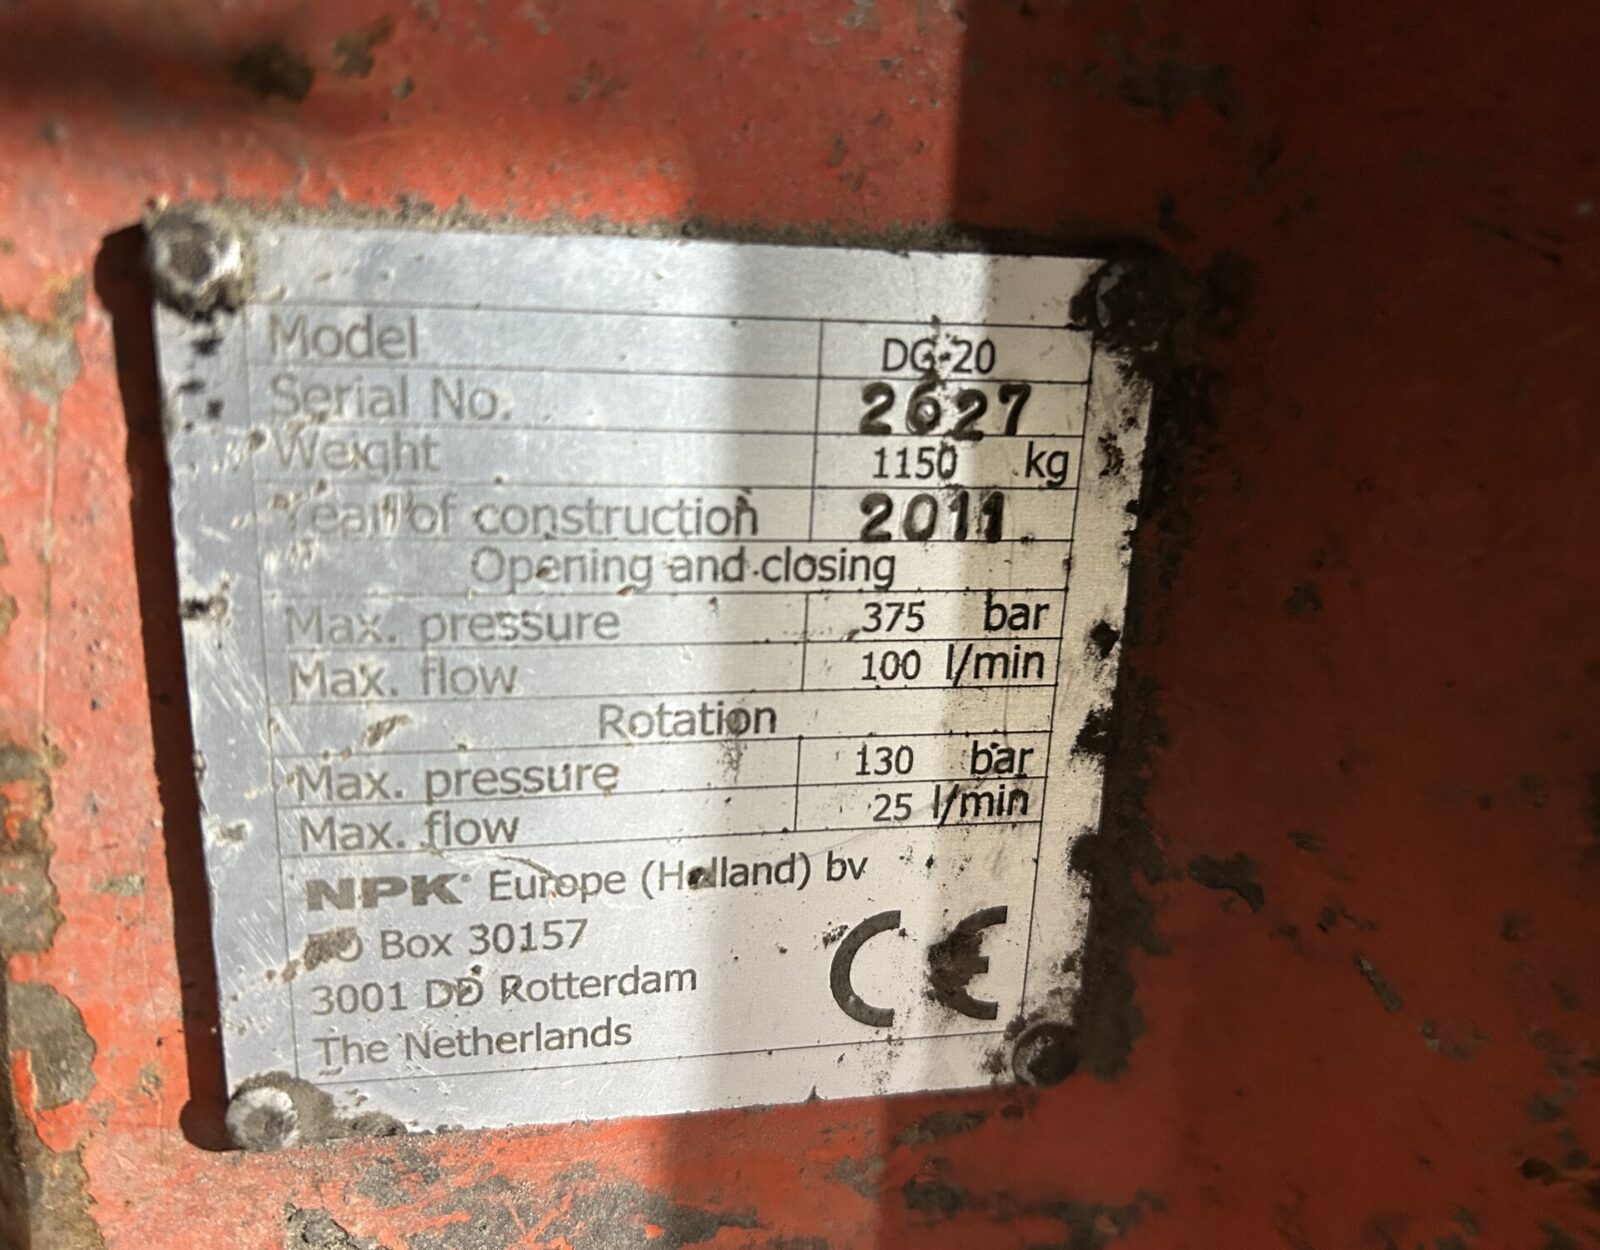 Model DG-20
Serial No. 2627
Weight 1150 kg
Year of construction 2011
Opening and closing
Max. pressure 375 bar
Max. flow 100 l/min
Rotation
Max. pressure 130 bar
Max. flow 25 l/min
NPK® Europe (Holland) bv
PO Box 30157
3001 DD Rotterdam
The Netherlands
CE